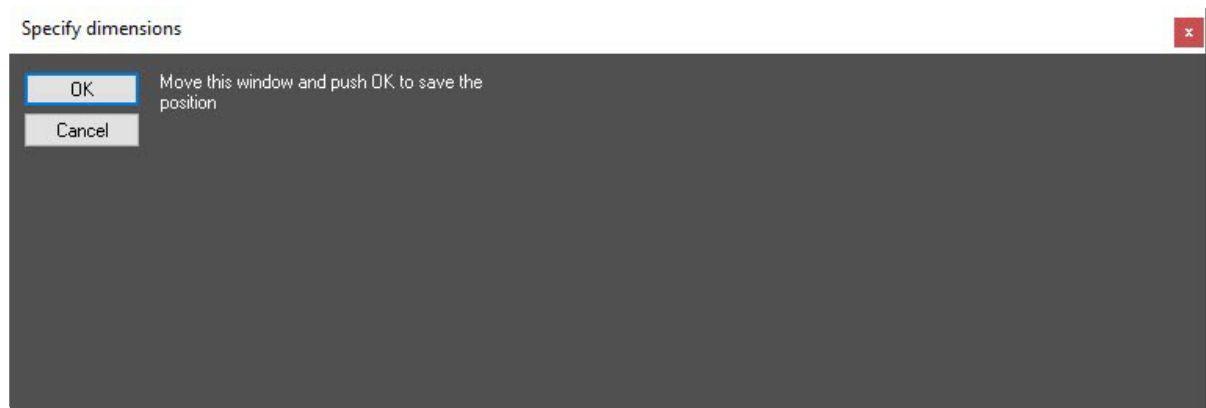 Specify dimensions
x
OK
Move this window and push OK to save the
position
Cancel